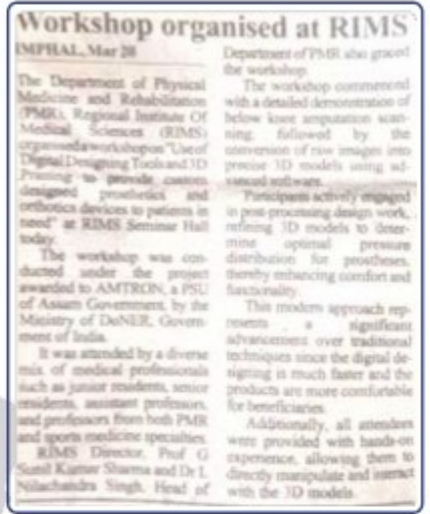 Workshop organised at RIMS
IMPHAL, Mar 28
The Department of Physical
Medicine and Rehabilitation
(PMR), Regional Institute Of
Medical Sciences (RIMS)
organised a workshop on "Use of
Digital Designing Tools and 3D
Printing to provide custom
designed prosthetics and
orthotics devices to patients in
need" at RIMS Seminar Hall
today.
The workshop was con-
ducted under the project
awarded to AMTRON, a PSU
of Assam Government, by the
Ministry of DoNER, Govern-
ment of India.
It was attended by a diverse
mix of medical professionals
such as junior residents, senior
residents, assistant professors,
and professors from both PMR
and sports medicine specialties.
RIMS Director, Prof G
Sunil Kumar Sharma and Dr L
Nilachandra Singh, Head of
Department of PMR also graced
the workshop.
The workshop commenced
with a detailed demonstration of
below knee amputation scan-
ning, followed by the
conversion of raw images into
precise 3D models using ad-
vanced software.
Participants actively engaged
in post-processing design work,
refining 3D models to deter-
mine optimal pressure
distribution for prostheses,
thereby enhancing comfort and
functionality.
This modern approach rep-
resents a significant
advancement over traditional
techniques since the digital de-
signing is much faster and the
products are more comfortable
for beneficiaries.
Additionally, all attendees
were provided with hands-on
experience, allowing them to
directly manipulate and interact
with the 3D models.